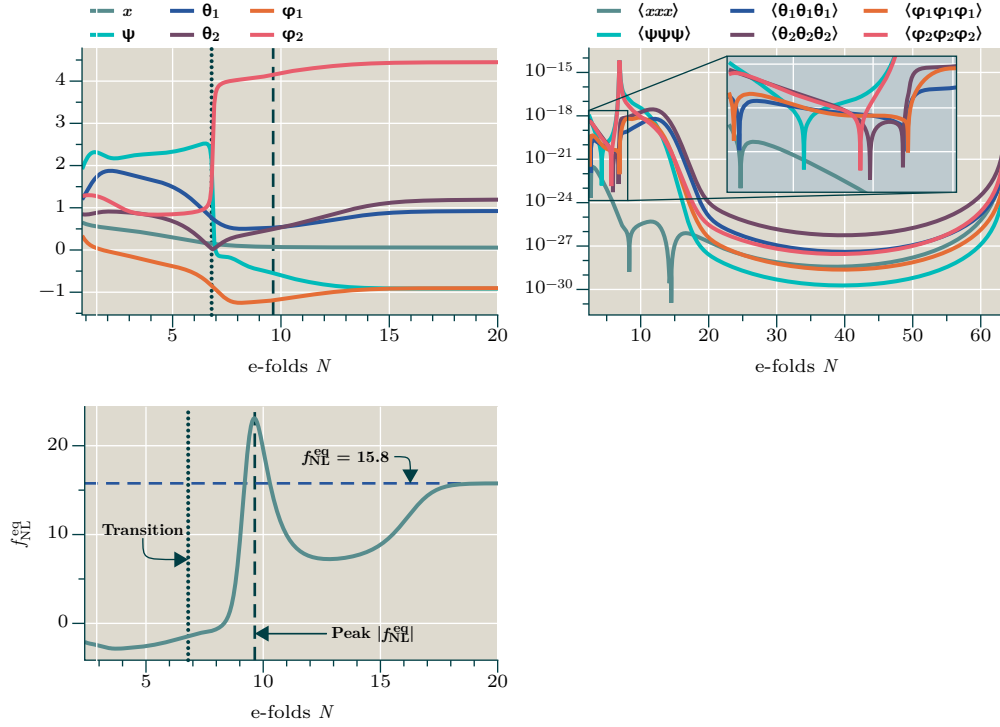 x θ₁ φ₁
ψ θ₂ φ₂
4
3
2
1
0
−1
5 10 15 20
e-folds N
⟨xxx⟩ ⟨θ₁θ₁θ₁⟩ ⟨φ₁φ₁φ₁⟩
⟨ψψψ⟩ ⟨θ₂θ₂θ₂⟩ ⟨φ₂φ₂φ₂⟩
10⁻¹⁵
10⁻¹⁸
10⁻²¹
10⁻²⁴
10⁻²⁷
10⁻³⁰
10 20 30 40 50 60
e-folds N
f_NL^eq
20
10
0
f_NL^eq = 15.8
Transition
Peak |f_NL^eq|
5 10 15 20
e-folds N